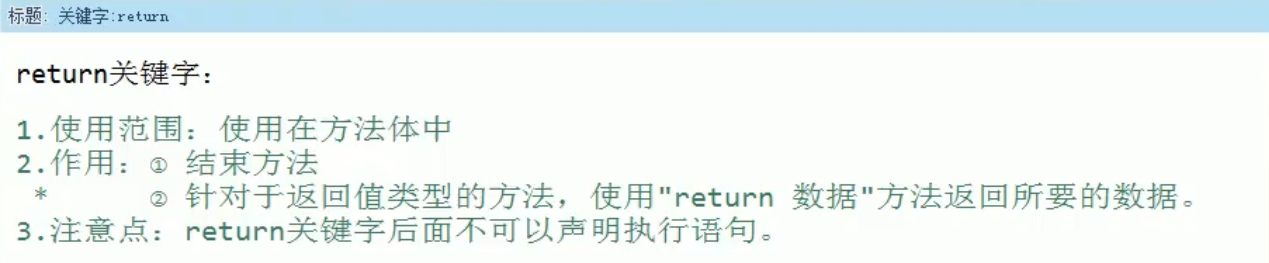 标题: 关键字:return
return关键字：
1.使用范围：使用在方法体中
2.作用：① 结束方法
* ② 针对于返回值类型的方法，使用"return 数据"方法返回所要的数据。
3.注意点：return关键字后面不可以声明执行语句。